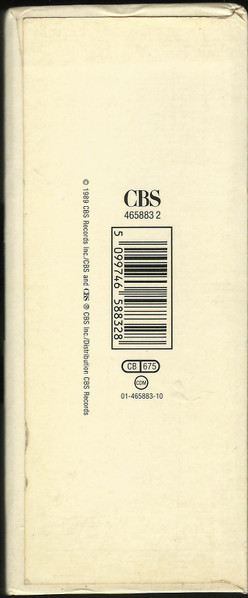 CBS
465883 2
5 099746 588328
CB 675
CDM
01-465883-10
© 1989 CBS Records Inc./CBS and CBS ® CBS Inc./Distribution CBS Records